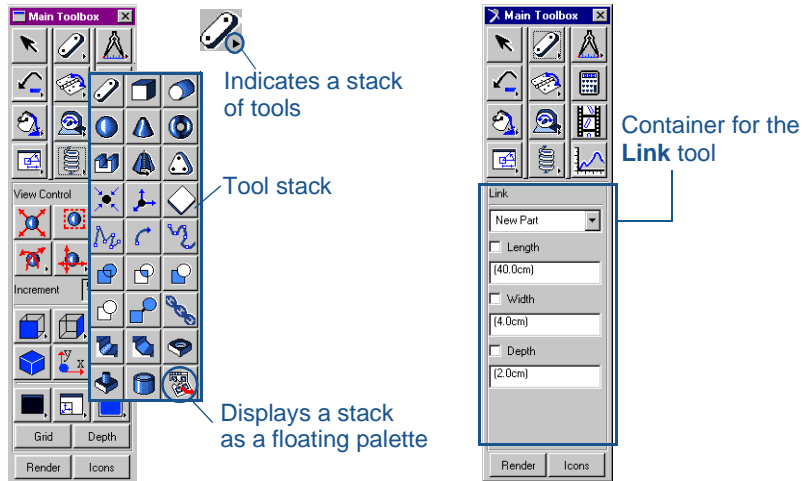 Main Toolbox
Indicates a stack
of tools
Tool stack
View Control
Increment
y
x
Displays a stack
as a floating palette
Grid
Depth
Render
Icons
Main Toolbox
Container for the
Link tool
Link
New Part
Length
(40.0cm)
Width
(4.0cm)
Depth
(2.0cm)
Render
Icons